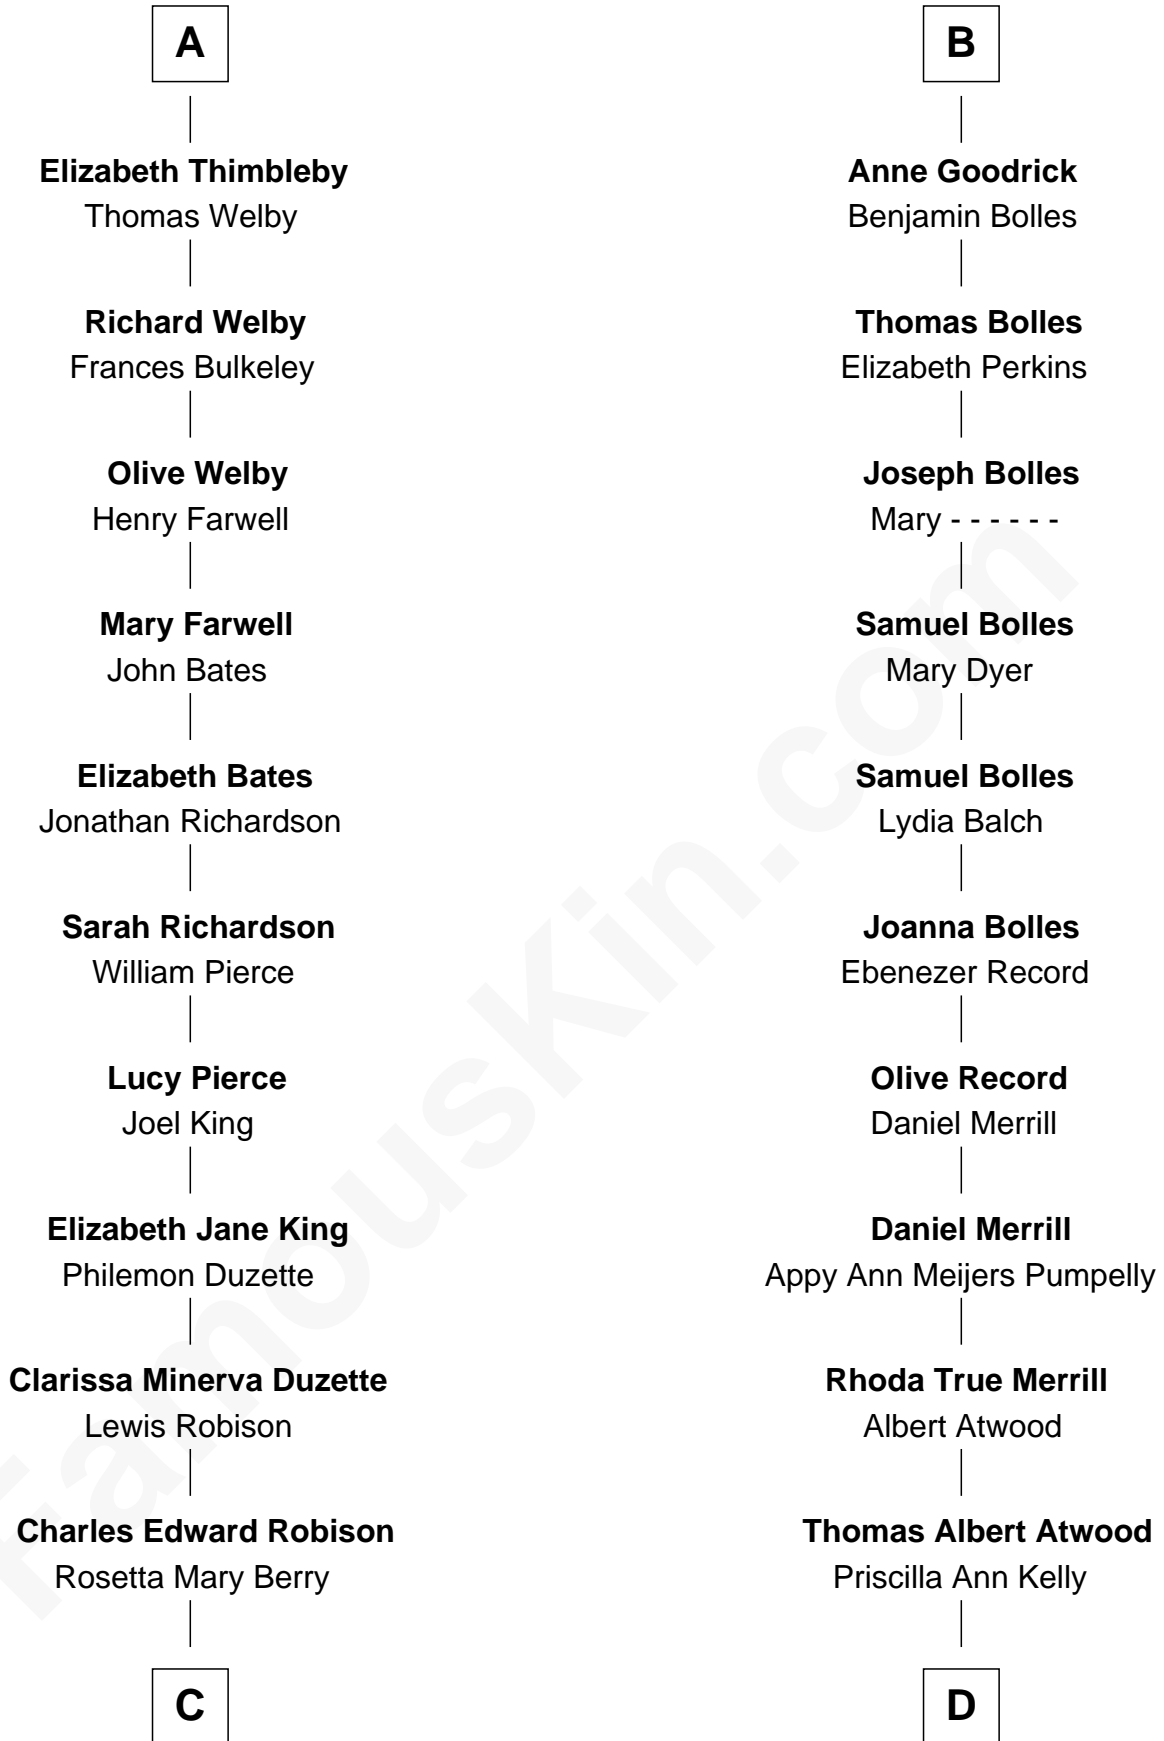 A
Elizabeth Thimbleby
Thomas Welby
Richard Welby
Frances Bulkeley
Olive Welby
Henry Farwell
Mary Farwell
John Bates
Elizabeth Bates
Jonathan Richardson
Sarah Richardson
William Pierce
Lucy Pierce
Joel King
Elizabeth Jane King
Philemon Duzette
Clarissa Minerva Duzette
Lewis Robison
Charles Edward Robison
Rosetta Mary Berry
C
B
Anne Goodrick
Benjamin Bolles
Thomas Bolles
Elizabeth Perkins
Joseph Bolles
Mary - - - - - -
Samuel Bolles
Mary Dyer
Samuel Bolles
Lydia Balch
Joanna Bolles
Ebenezer Record
Olive Record
Daniel Merrill
Daniel Merrill
Appy Ann Meijers Pumpelly
Rhoda True Merrill
Albert Atwood
Thomas Albert Atwood
Priscilla Ann Kelly
D
FamousKin.com